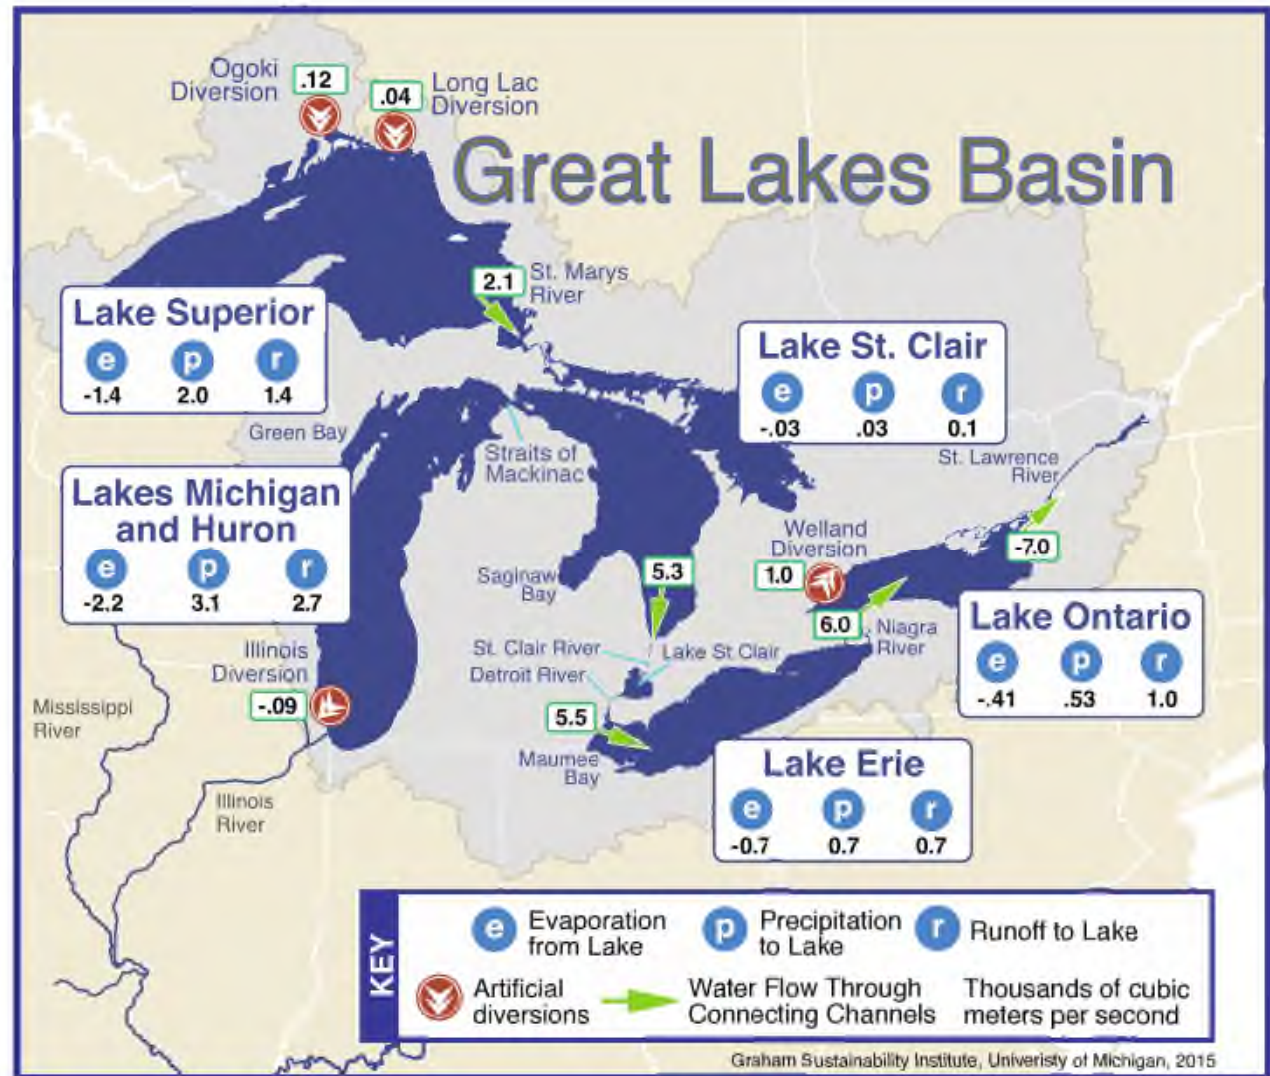 Ogoki
Diversion
.12
.04
Long Lac
Diversion
Great Lakes Basin
2.1
St. Marys
River
Lake Superior
e p r
-1.4 2.0 1.4
Lake St. Clair
e p r
-.03 .03 0.1
Green Bay
Straits of
Mackinac
St. Lawrence
River
Lakes Michigan
and Huron
e p r
-2.2 3.1 2.7
Welland
Diversion
1.0
-7.0
Saginaw
Bay
5.3
6.0
Niagra
River
Lake Ontario
e p r
-.41 .53 1.0
St. Clair River
Lake St Clair
Detroit River
Illinois
Diversion
-.09
Mississippi
River
5.5
Maumee
Bay
Lake Erie
e p r
-0.7 0.7 0.7
Illinois
River
KEY
e Evaporation
from Lake
p Precipitation
to Lake
r Runoff to Lake
Artificial
diversions
Water Flow Through
Connecting Channels
Thousands of cubic
meters per second
Graham Sustainability Institute, Univeristy of Michigan, 2015